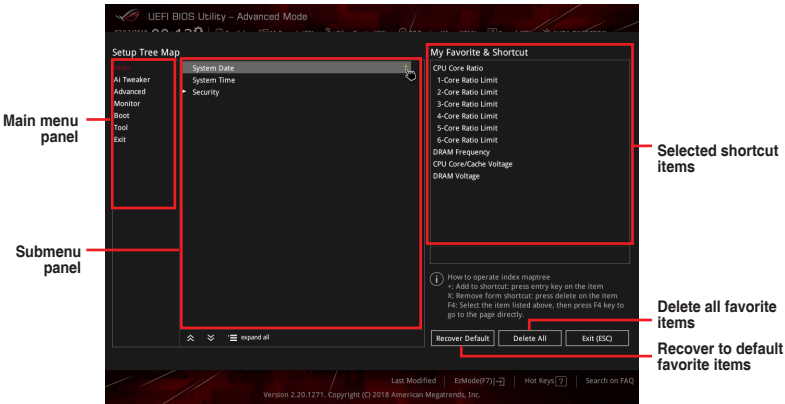 UEFI BIOS Utility – Advanced Mode
Setup Tree Map
My Favorite & Shortcut
Main
Ai Tweaker
Advanced
Monitor
Boot
Tool
Exit
System Date
System Time
Security
CPU Core Ratio
1-Core Ratio Limit
2-Core Ratio Limit
3-Core Ratio Limit
4-Core Ratio Limit
5-Core Ratio Limit
6-Core Ratio Limit
DRAM Frequency
CPU Core/Cache Voltage
DRAM Voltage
Main menu
panel
Submenu
panel
Selected shortcut
items
How to operate index maptree
+: Add to shortcut: press entry key on the item
X: Remove form shortcut: press delete on the item
F4: Select the item listed above, then press F4 key to
go to the page directly.
Delete all favorite
items
expand all
Recover Default
Delete All
Exit (ESC)
Recover to default
favorite items
Last Modified
EzMode(F7)
Hot Keys ?
Search on FAQ
Version 2.20.1271. Copyright (C) 2018 American Megatrends, Inc.